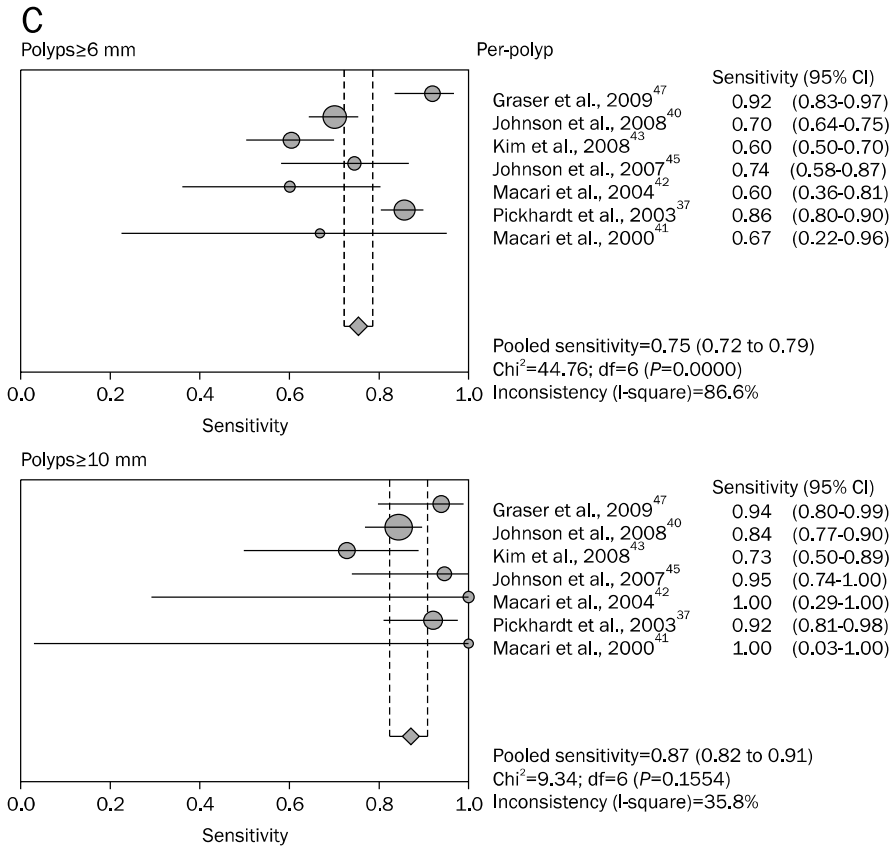 C
Polyps≥6 mm Per-polyp
Sensitivity (95% CI)
Graser et al., 2009⁴⁷ 0.92 (0.83-0.97)
Johnson et al., 2008⁴⁰ 0.70 (0.64-0.75)
Kim et al., 2008⁴³ 0.60 (0.50-0.70)
Johnson et al., 2007⁴⁵ 0.74 (0.58-0.87)
Macari et al., 2004⁴² 0.60 (0.36-0.81)
Pickhardt et al., 2003³⁷ 0.86 (0.80-0.90)
Macari et al., 2000⁴¹ 0.67 (0.22-0.96)
Pooled sensitivity=0.75 (0.72 to 0.79)
Chi²=44.76; df=6 (P=0.0000)
Inconsistency (I-square)=86.6%
0.0 0.2 0.4 0.6 0.8 1.0
Sensitivity
Polyps≥10 mm
Sensitivity (95% CI)
Graser et al., 2009⁴⁷ 0.94 (0.80-0.99)
Johnson et al., 2008⁴⁰ 0.84 (0.77-0.90)
Kim et al., 2008⁴³ 0.73 (0.50-0.89)
Johnson et al., 2007⁴⁵ 0.95 (0.74-1.00)
Macari et al., 2004⁴² 1.00 (0.29-1.00)
Pickhardt et al., 2003³⁷ 0.92 (0.81-0.98)
Macari et al., 2000⁴¹ 1.00 (0.03-1.00)
Pooled sensitivity=0.87 (0.82 to 0.91)
Chi²=9.34; df=6 (P=0.1554)
Inconsistency (I-square)=35.8%
0.0 0.2 0.4 0.6 0.8 1.0
Sensitivity